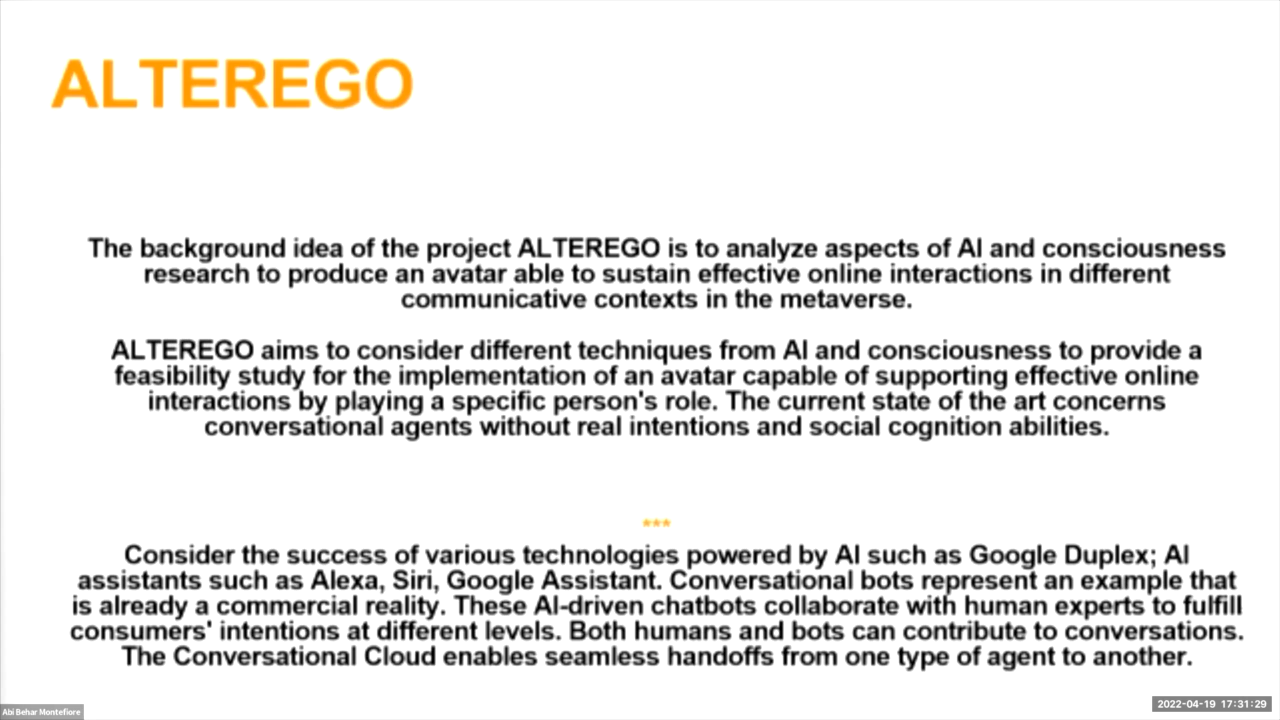 ALTEREGO
The background idea of the project ALTEREGO is to analyze aspects of AI and consciousness
research to produce an avatar able to sustain effective online interactions in different
communicative contexts in the metaverse.
ALTEREGO aims to consider different techniques from AI and consciousness to provide a
feasibility study for the implementation of an avatar capable of supporting effective online
interactions by playing a specific person's role. The current state of the art concerns
conversational agents without real intentions and social cognition abilities.
***
Consider the success of various technologies powered by AI such as Google Duplex; AI
assistants such as Alexa, Siri, Google Assistant. Conversational bots represent an example that
is already a commercial reality. These AI-driven chatbots collaborate with human experts to fulfill
consumers' intentions at different levels. Both humans and bots can contribute to conversations.
The Conversational Cloud enables seamless handoffs from one type of agent to another.
Abi Behar Montefiore
2022-04-19 17:31:29